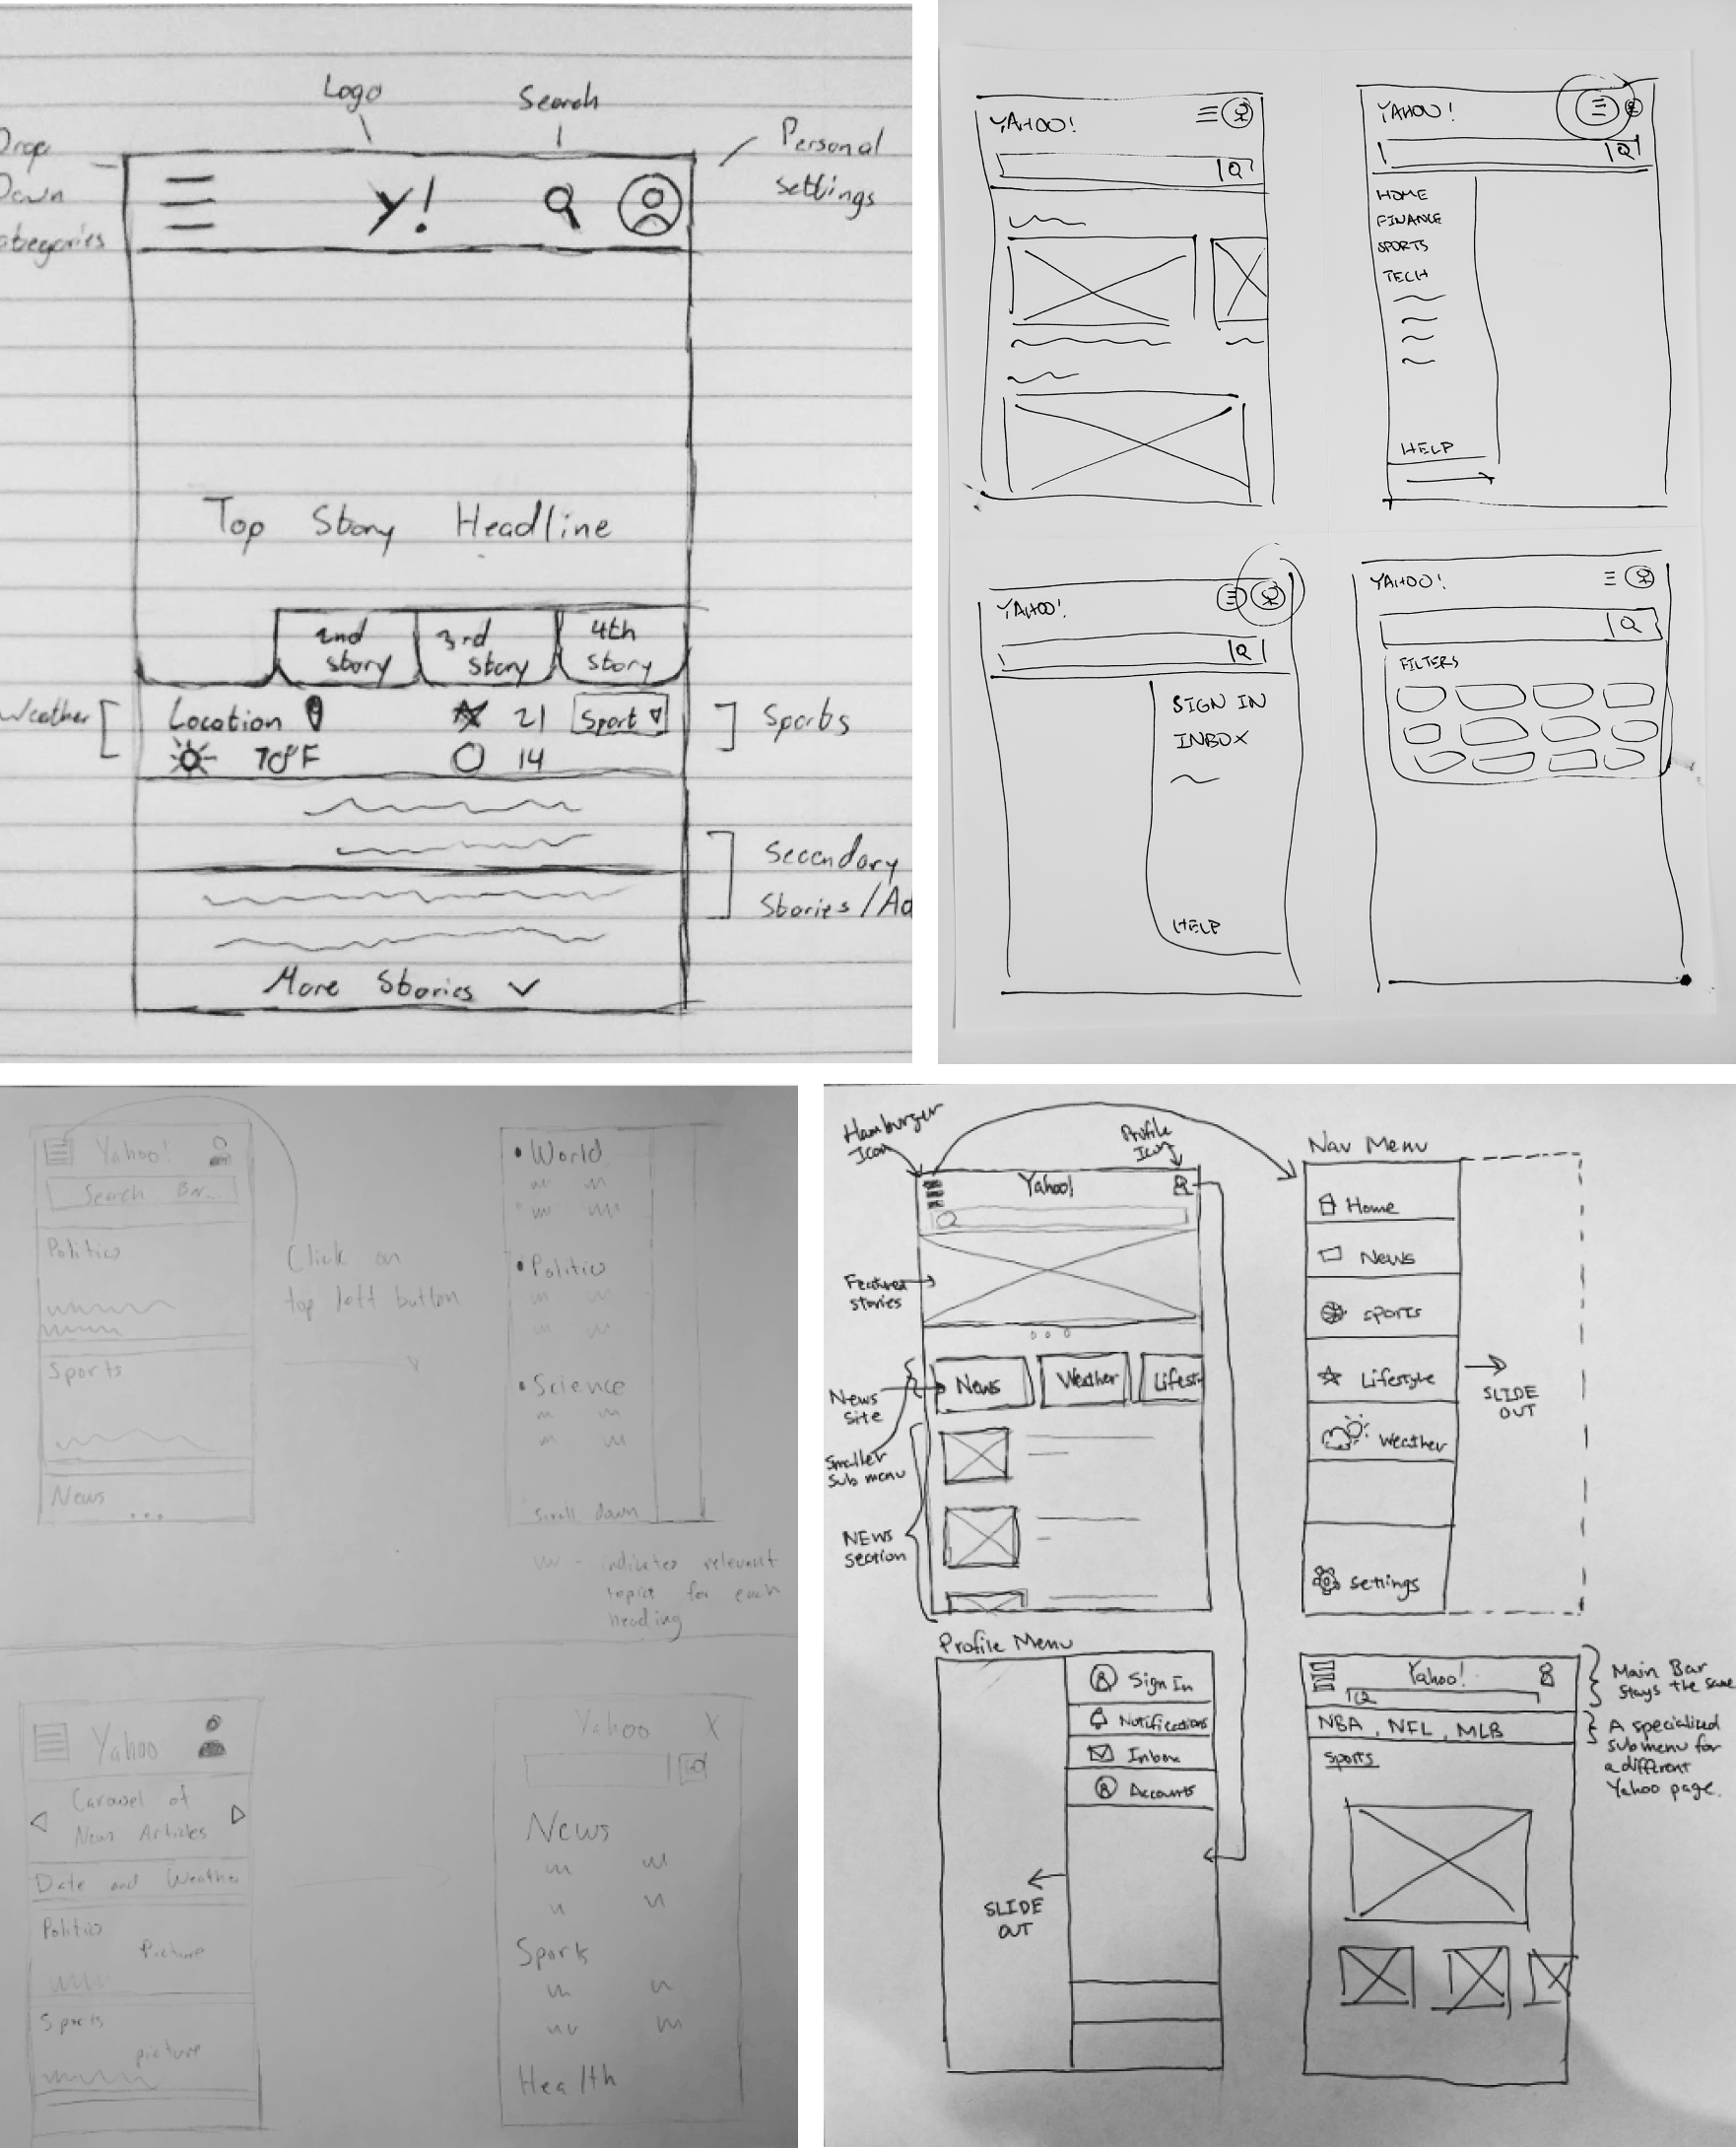 Logo
Search
Drop
Down
Categories
Personal
settings
Y!
Top Story Headline
2nd
story
3rd
story
4th
story
Weather
Location
21
Sport
70°F
14
Sports
Secondary
Stories/Ad
More Stories
YAHOO!
YAHOO!
HOME
FINANCE
SPORTS
TECH
HELP
YAHOO!
SIGN IN
INBOX
HELP
YAHOO!
FILTERS
Yahoo!
Search Bar...
Politics
Sports
News
...
Click on
top left button
• World
• Politics
• Science
Scroll down
- indicates relevant
topics for each
heading
Yahoo
Carousel of
News Articles
Date and Weather
Politics
Picture
Sports
picture
Yahoo X
GO
News
Sports
Health
Hamburger
Icon
Profile
Icon
Yahoo!
Featured
stories
News
Weather
Lifest
News
site
Smaller
Sub menu
NEWS
section
Nav Menu
Home
News
sports
Lifestyle
Weather
settings
SLIDE
OUT
Profile Menu
Sign In
Notifications
Inbox
Accounts
SLIDE
OUT
Yahoo!
NBA, NFL, MLB
Sports
Main Bar
stays the same
A specialized
submenu for
a different
Yahoo page.